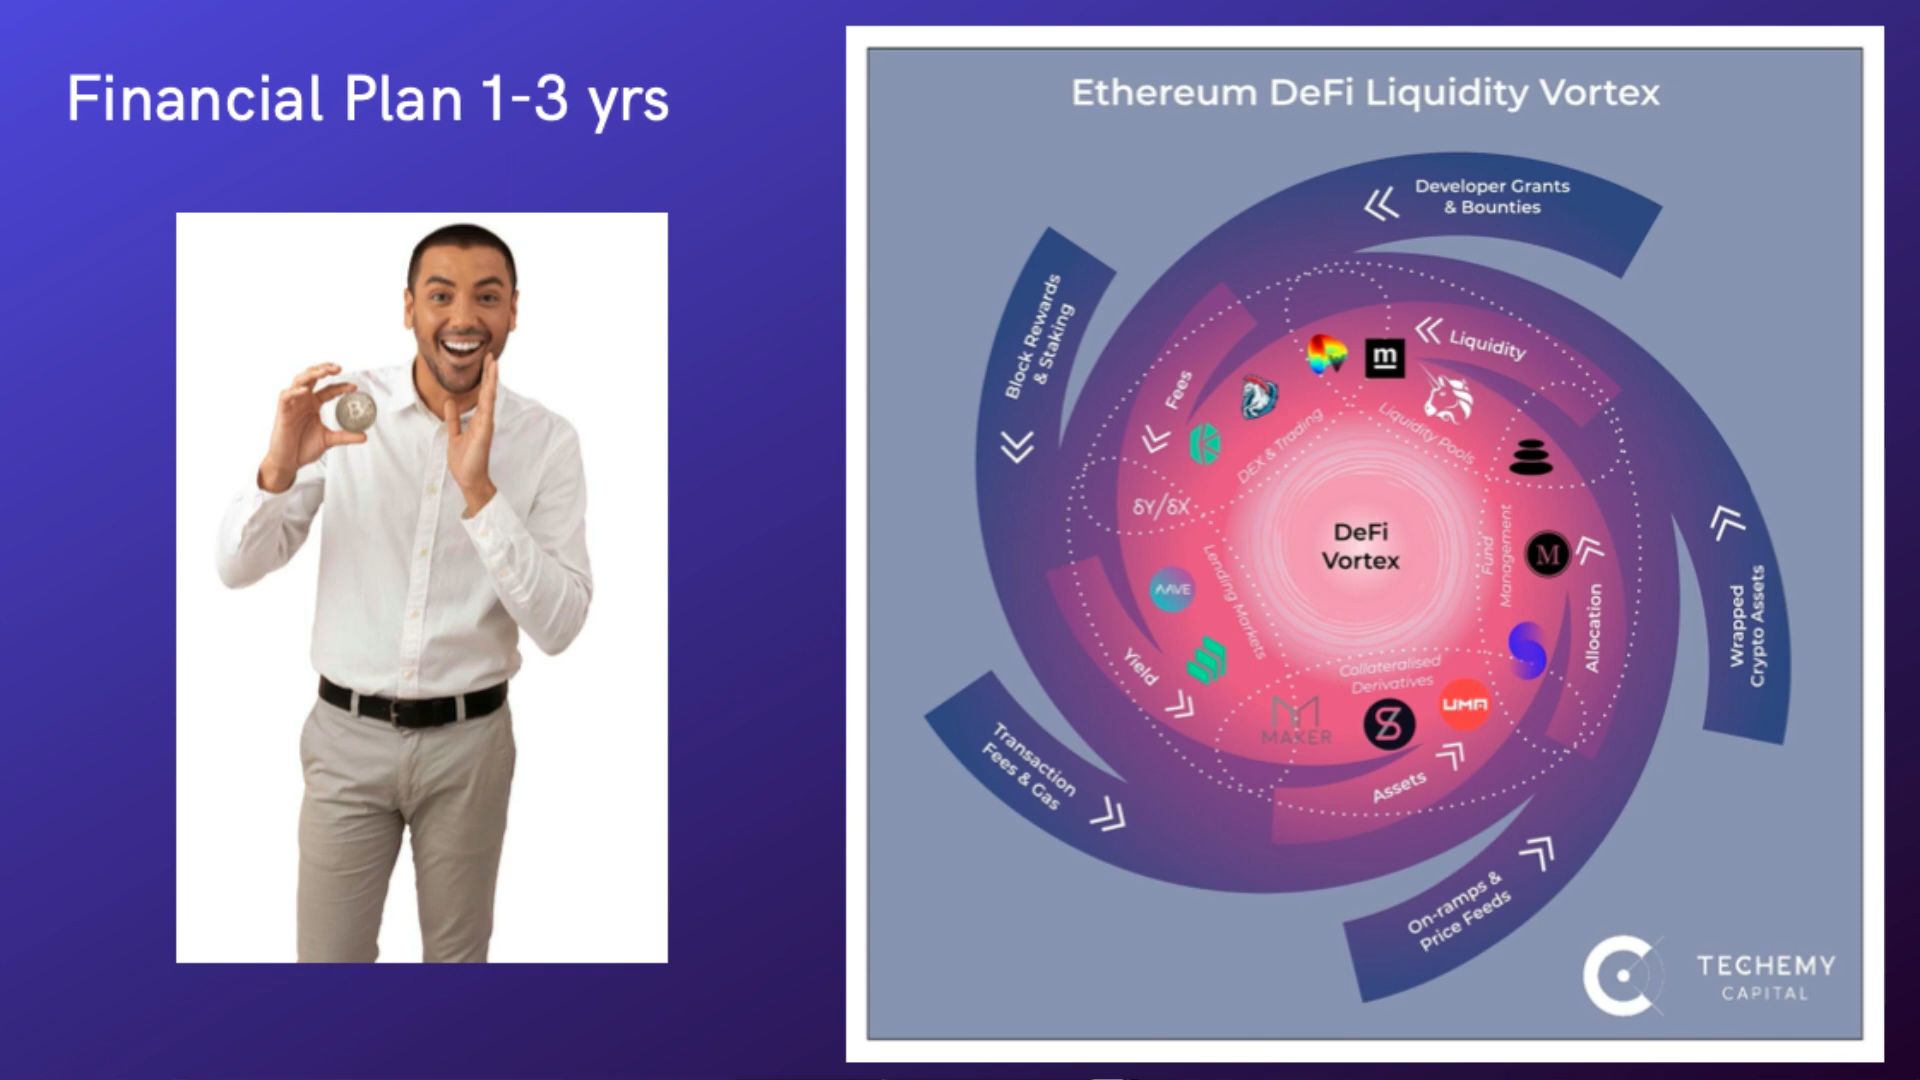 Financial Plan 1-3 yrs
Ethereum DeFi Liquidity Vortex
Developer Grants
& Bounties
Block Rewards
& Staking
Liquidity
Fees
m
Liquidity Pools
DEX & Trading
δY/δX
DeFi
Vortex
Fund
Management
M
Allocation
Wrapped
Crypto Assets
AAVE
Lending Markets
Yield
Collateralised
Derivatives
MAKER
UMA
Assets
Transaction
Fees & Gas
On-ramps &
Price Feeds
TECHEMY
CAPITAL